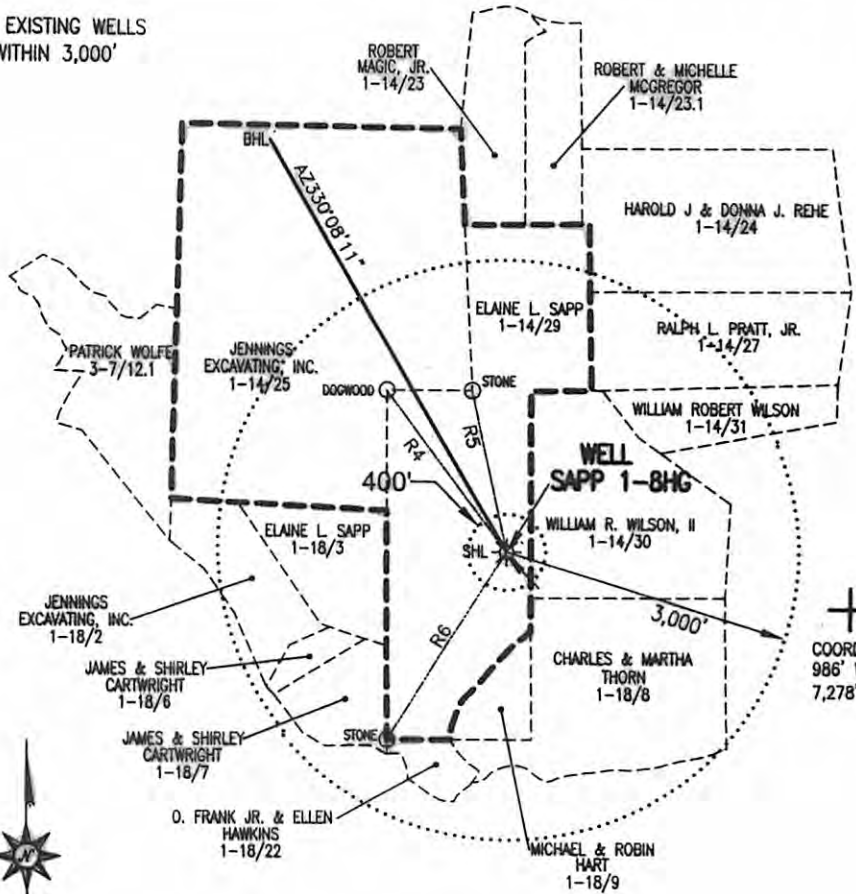 EXISTING WELLS
WITHIN 3,000'
ROBERT
MAGIC, JR.
1-14/23
ROBERT & MICHELLE
MCGREGOR
1-14/23.1
BHL
AZ330°08'11"
HAROLD J & DONNA J. REHE
1-14/24
ELAINE L. SAPP
1-14/29
RALPH L. PRATT, JR.
1-14/27
PATRICK WOLFE
3-7/12.1
JENNINGS
EXCAVATING, INC.
1-14/25
DOGWOOD
STONE
WILLIAM ROBERT WILSON
1-14/31
R4
R5
WELL
SAPP 1-8HG
400'
ELAINE L. SAPP
1-18/3
SHL
WILLIAM R. WILSON, II
1-14/30
JENNINGS
EXCAVATING, INC.
1-18/2
R6
3,000'
JAMES & SHIRLEY
CARTWRIGHT
1-18/6
CHARLES & MARTHA
THORN
1-18/8
COORD
986'
7,278'
JAMES & SHIRLEY
CARTWRIGHT
1-18/7
STONE
O. FRANK JR. & ELLEN
HAWKINS
1-18/22
MICHAEL & ROBIN
HART
1-18/9
N